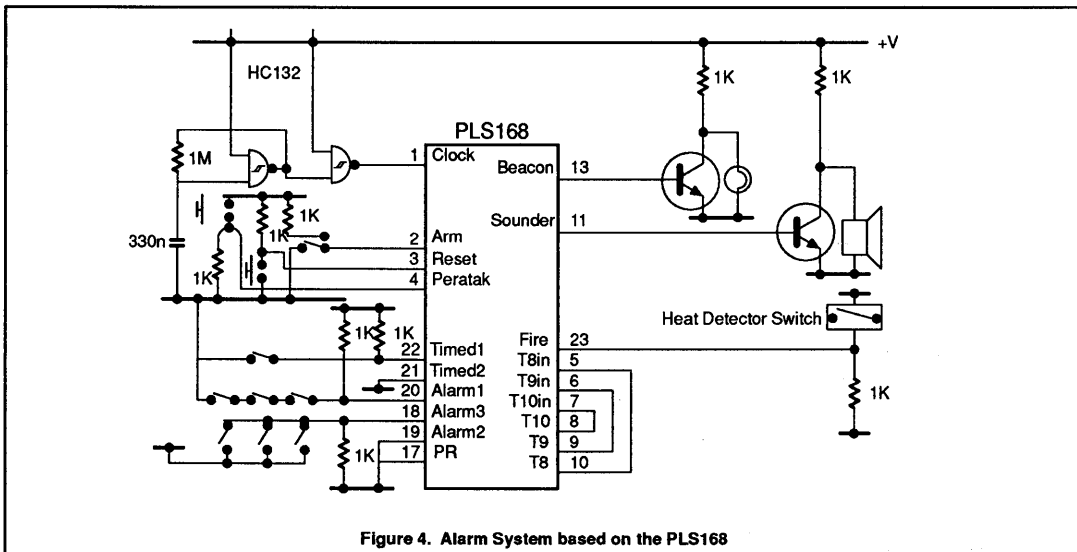 +V
HC132
1K
1K
PLS168
1M
1
Clock
Beacon
13
Sounder
11
1K
1K
330n
2
Arm
3
Reset
1K
4
Peratak
Heat Detector Switch
1K
1K
22
Timed1
Fire
23
21
Timed2
T8in
5
20
Alarm1
T9in
6
18
Alarm3
T10in
7
19
Alarm2
T10
8
17
PR
T9
9
T8
10
1K
1K
Figure 4. Alarm System based on the PLS168